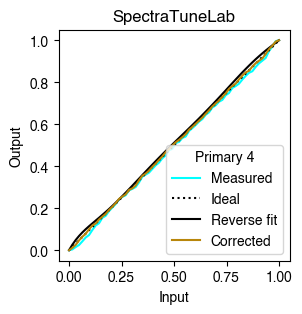 SpectraTuneLab
Output
1.0
0.8
0.6
0.4
0.2
0.0
Primary 4
Measured
Ideal
Reverse fit
Corrected
0.00 0.25 0.50 0.75 1.00
Input